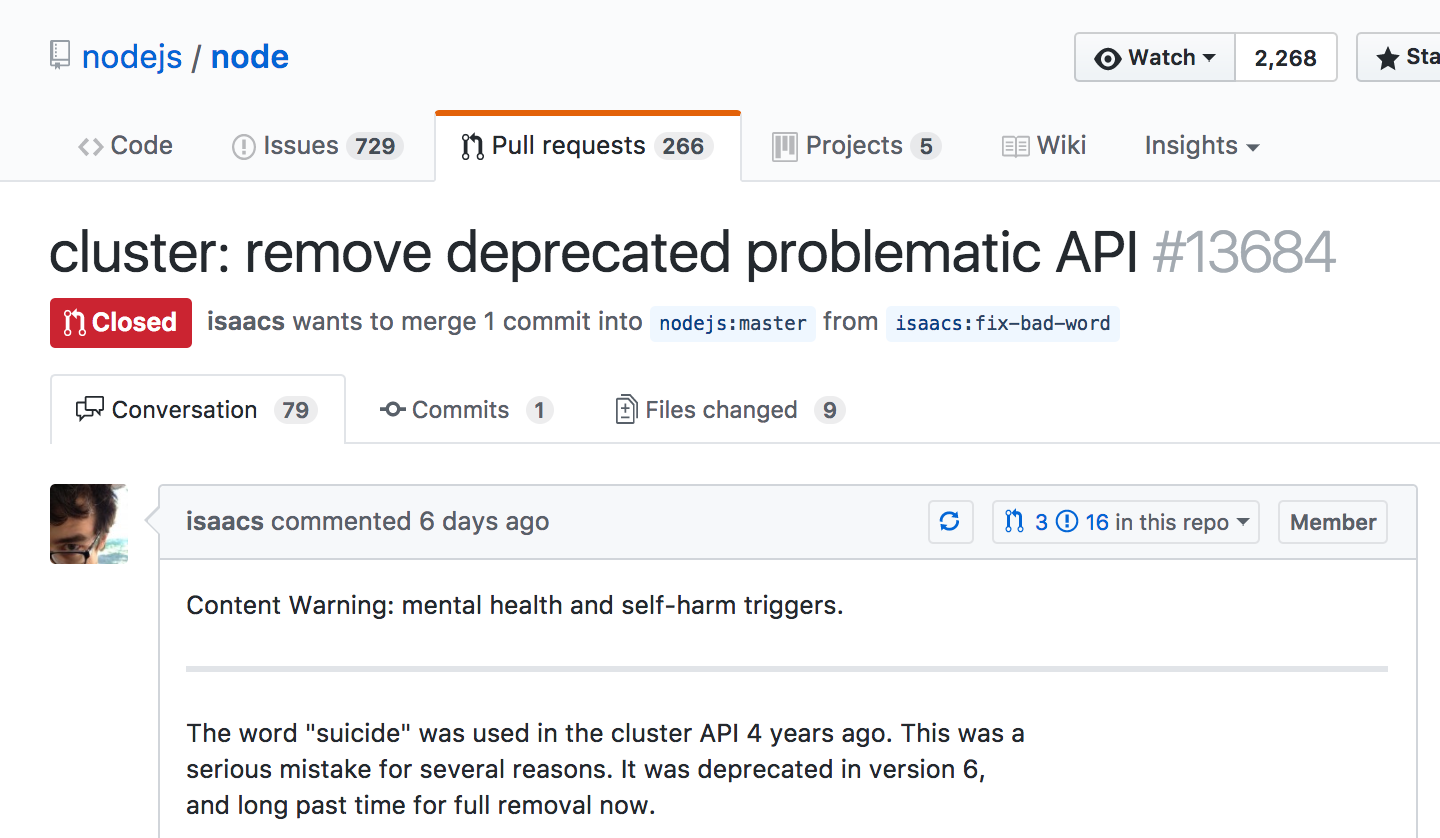 nodejs / node
Watch 2,268 Sta
Code Issues 729 Pull requests 266 Projects 5 Wiki Insights
cluster: remove deprecated problematic API #13684
Closed isaacs wants to merge 1 commit into nodejs:master from isaacs:fix-bad-word
Conversation 79 Commits 1 Files changed 9
isaacs commented 6 days ago 3 16 in this repo Member
Content Warning: mental health and self-harm triggers.
The word "suicide" was used in the cluster API 4 years ago. This was a
serious mistake for several reasons. It was deprecated in version 6,
and long past time for full removal now.